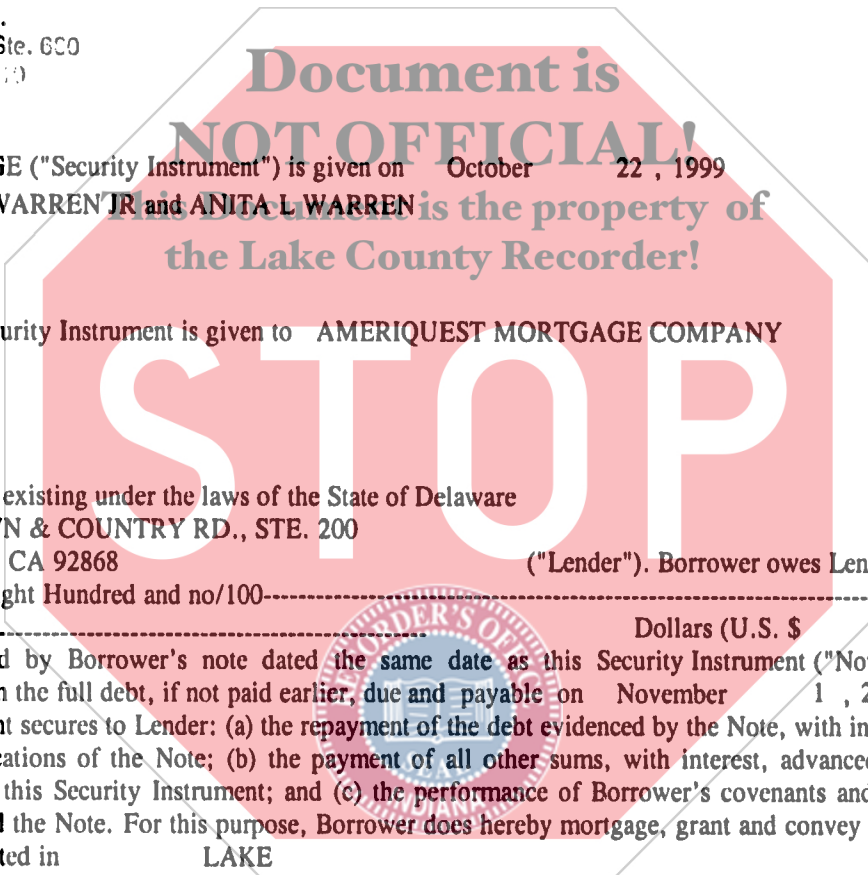 .
Ste. 600
Document is
NOT OFFICIAL!
GE ("Security Instrument") is given on October 22 , 1999
WARREN JR and ANITA L WARREN
This Document is the property of
the Lake County Recorder!
urity Instrument is given to AMERIQUEST MORTGAGE COMPANY
STOP
existing under the laws of the State of Delaware
N & COUNTRY RD., STE. 200
CA 92868 ("Lender"). Borrower owes Len
ght Hundred and no/100--------------------------------------------------------------------------------
------------------------------------------------------- Dollars (U.S. $
d by Borrower's note dated the same date as this Security Instrument ("No
n the full debt, if not paid earlier, due and payable on November 1 , 2
nt secures to Lender: (a) the repayment of the debt evidenced by the Note, with in
cations of the Note; (b) the payment of all other sums, with interest, advance
this Security Instrument; and (c) the performance of Borrower's covenants and
the Note. For this purpose, Borrower does hereby mortgage, grant and convey
ted in LAKE
RECORDER'S OFFICE
SEAL
INDIANA